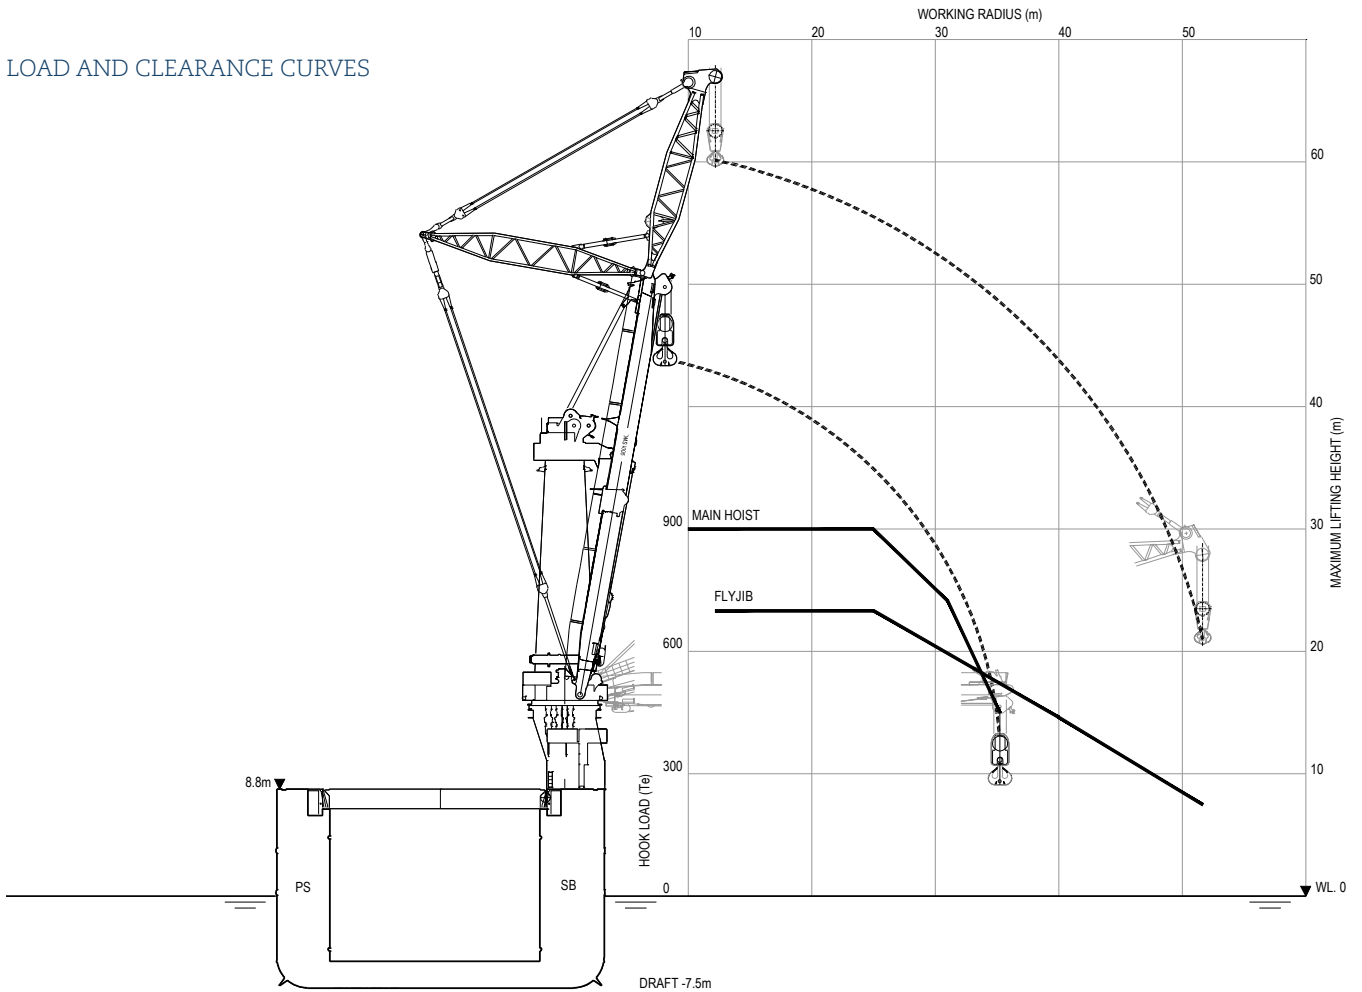 WORKING RADIUS (m)
10 20 30 40 50
LOAD AND CLEARANCE CURVES
60
50
40
MAXIMUM LIFTING HEIGHT (m)
900 MAIN HOIST 30
FLYJIB
600 20
300 10
8.8m
HOOK LOAD (Te)
PS SB 0 WL. 0
DRAFT -7.5m